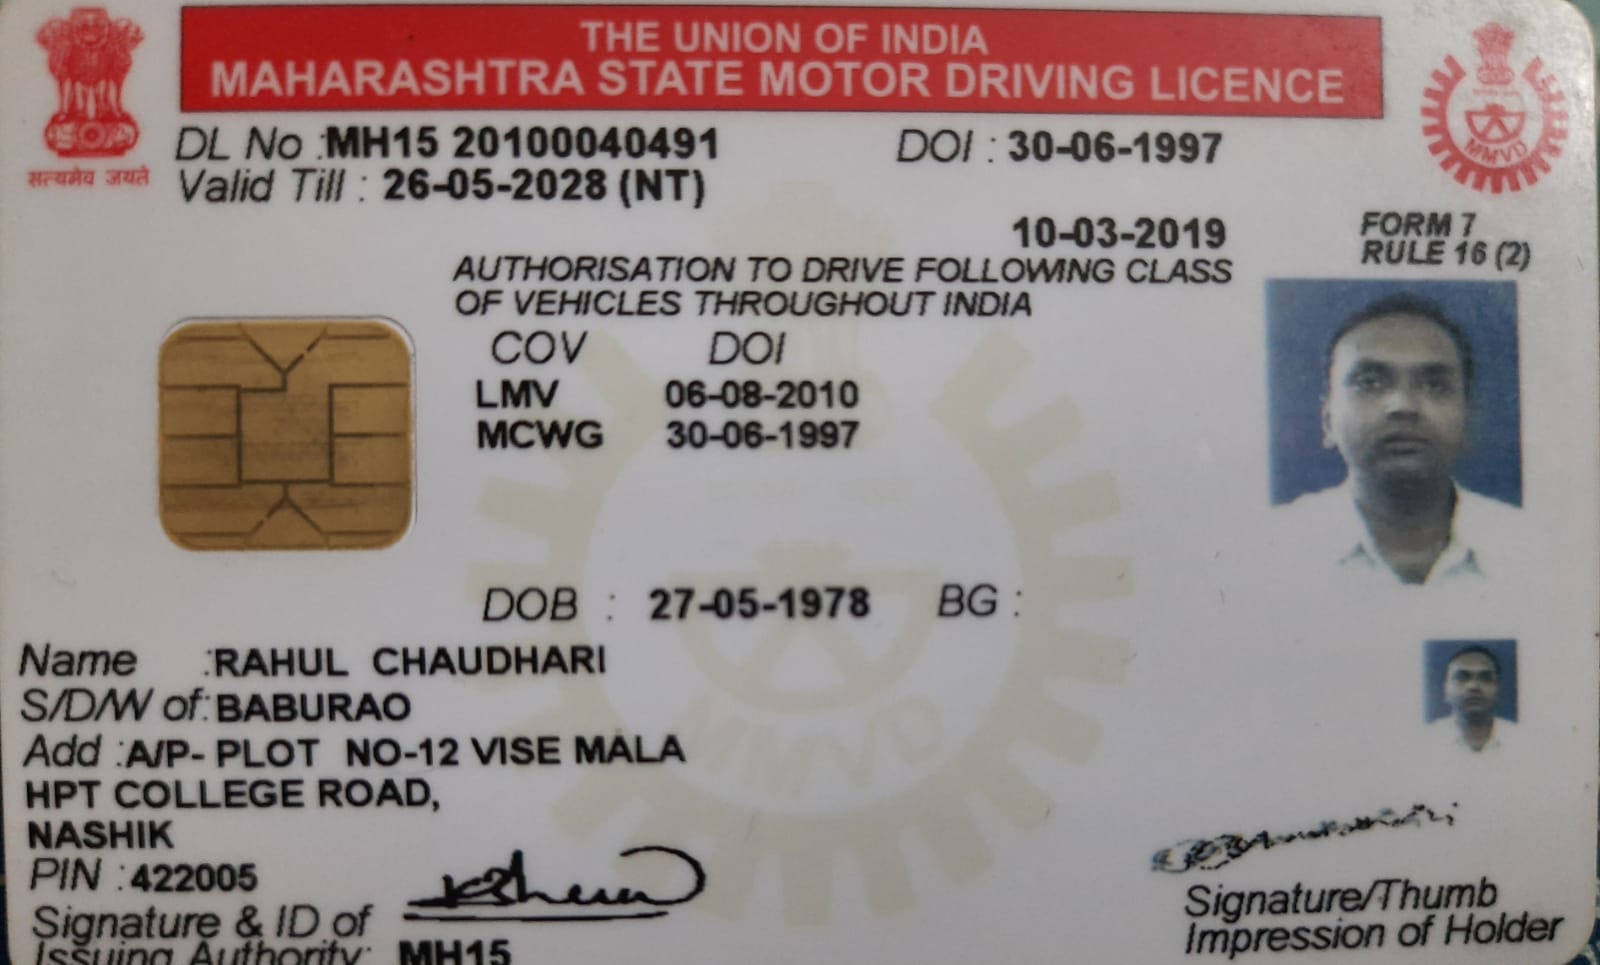 THE UNION OF INDIA
MAHARASHTRA STATE MOTOR DRIVING LICENCE
सत्यमेव जयते
MMVD
DL No :MH15 20100040491 DOI : 30-06-1997
Valid Till : 26-05-2028 (NT)
10-03-2019
FORM 7
RULE 16 (2)
AUTHORISATION TO DRIVE FOLLOWING CLASS
OF VEHICLES THROUGHOUT INDIA
COV DOI
LMV 06-08-2010
MCWG 30-06-1997
DOB : 27-05-1978 BG :
Name :RAHUL CHAUDHARI
S/D/W of:BABURAO
Add :A/P- PLOT NO-12 VISE MALA
HPT COLLEGE ROAD,
NASHIK
PIN :422005
Signature & ID of
Issuing Authority: MH15
Signature/Thumb
Impression of Holder
MMVD